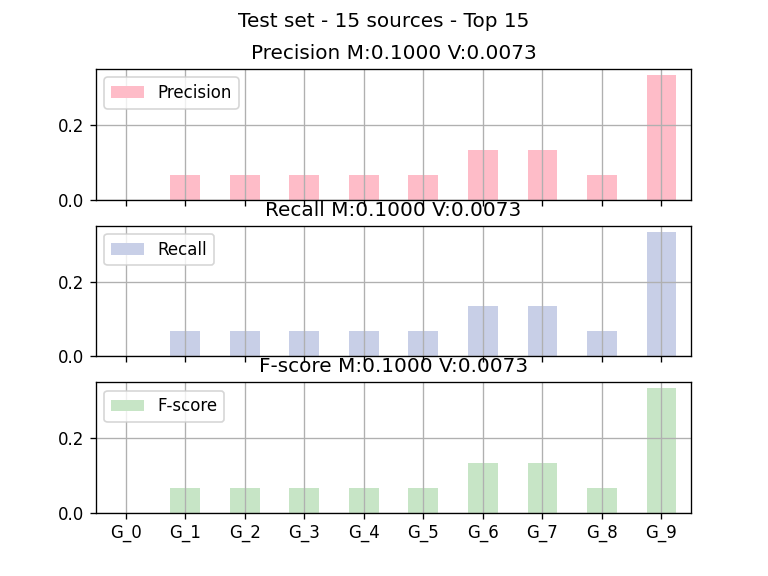 Test set - 15 sources - Top 15
Precision M:0.1000 V:0.0073
Precision
0.2
0.0
Recall M:0.1000 V:0.0073
Recall
0.2
0.0
F-score M:0.1000 V:0.0073
F-score
0.2
0.0
G_0 G_1 G_2 G_3 G_4 G_5 G_6 G_7 G_8 G_9